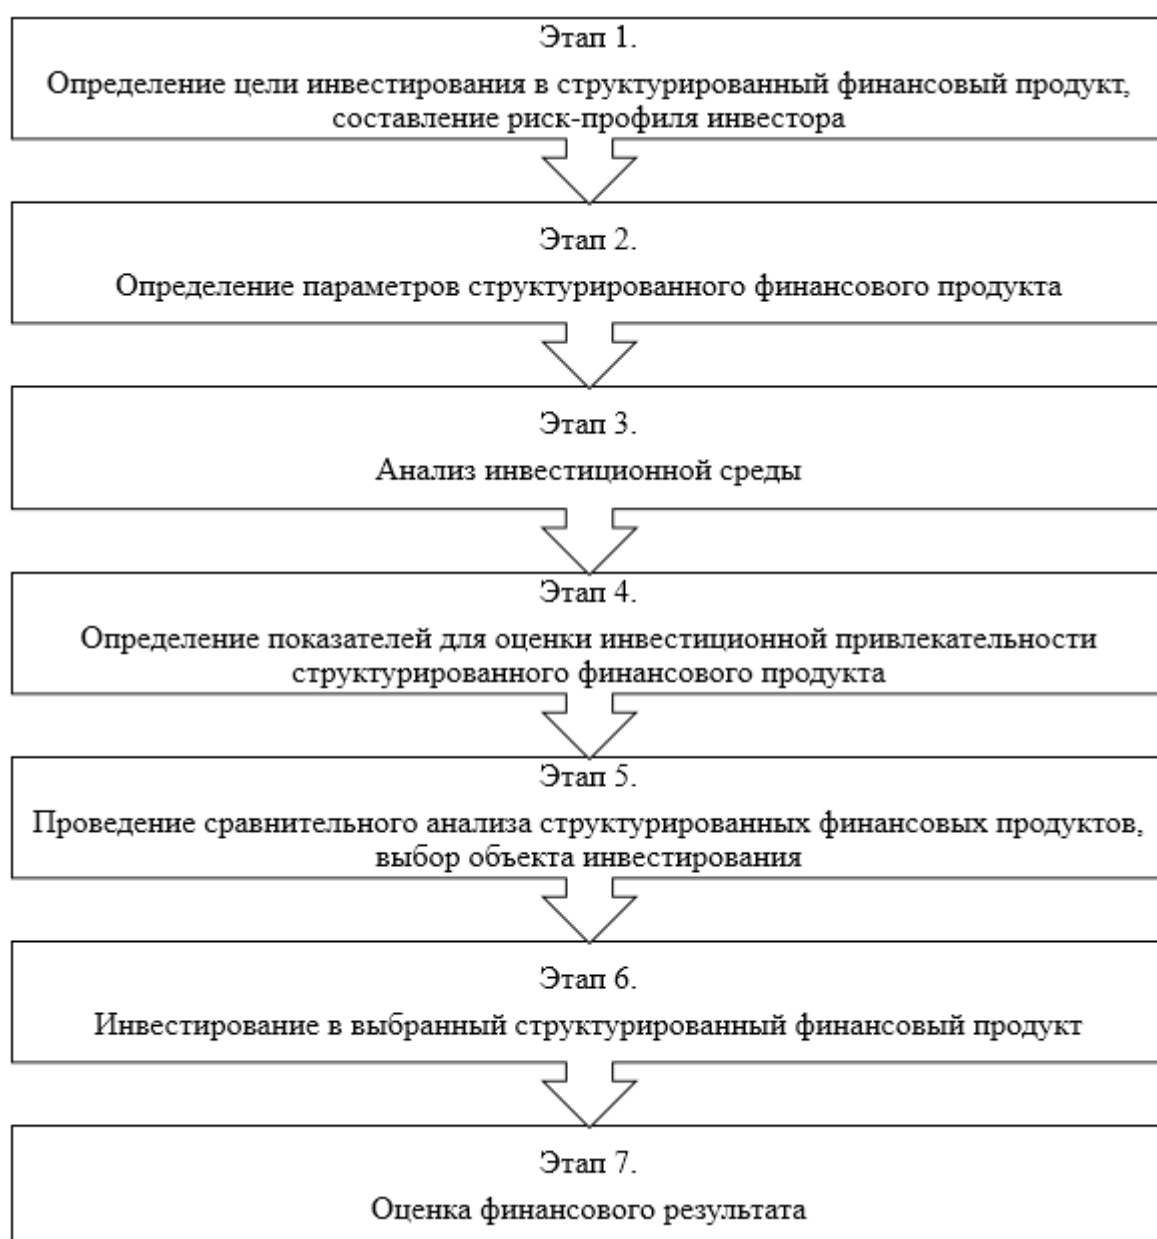 Этап 1.
Определение цели инвестирования в структурированный финансовый продукт,
составление риск-профиля инвестора
Этап 2.
Определение параметров структурированного финансового продукта
Этап 3.
Анализ инвестиционной среды
Этап 4.
Определение показателей для оценки инвестиционной привлекательности
структурированного финансового продукта
Этап 5.
Проведение сравнительного анализа структурированных финансовых продуктов,
выбор объекта инвестирования
Этап 6.
Инвестирование в выбранный структурированный финансовый продукт
Этап 7.
Оценка финансового результата